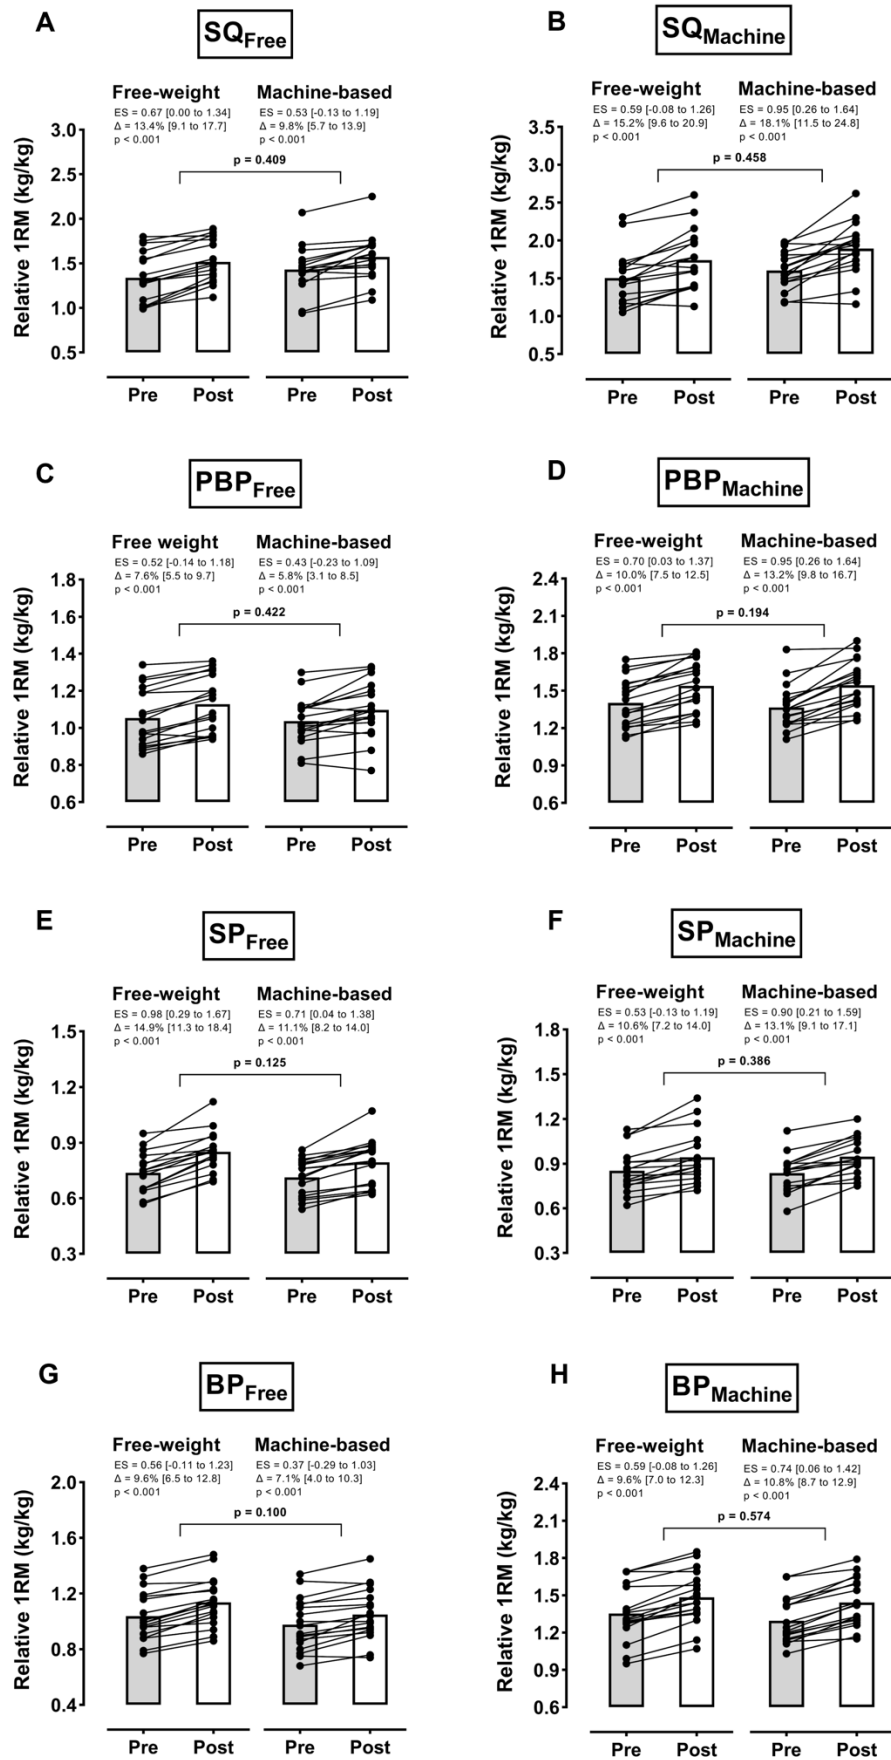 A
SQFree
Free-weight
ES = 0.67 [0.00 to 1.34]
Δ = 13.4% [9.1 to 17.7]
p < 0.001
Machine-based
ES = 0.53 [-0.13 to 1.19]
Δ = 9.8% [5.7 to 13.9]
p < 0.001
p = 0.409
Relative 1RM (kg/kg)
3.0
2.5
2.0
1.5
1.0
0.5
Pre Post Pre Post
B
SQMachine
Free-weight
ES = 0.59 [-0.08 to 1.26]
Δ = 15.2% [9.6 to 20.9]
p < 0.001
Machine-based
ES = 0.95 [0.26 to 1.64]
Δ = 18.1% [11.5 to 24.8]
p < 0.001
p = 0.458
Relative 1RM (kg/kg)
3.5
3.0
2.5
2.0
1.5
1.0
0.5
Pre Post Pre Post
C
PBPFree
Free weight
ES = 0.52 [-0.14 to 1.18]
Δ = 7.6% [5.5 to 9.7]
p < 0.001
Machine-based
ES = 0.43 [-0.23 to 1.09]
Δ = 5.8% [3.1 to 8.5]
p < 0.001
p = 0.422
Relative 1RM (kg/kg)
1.8
1.6
1.4
1.2
1.0
0.8
0.6
Pre Post Pre Post
D
PBPMachine
Free-weight
ES = 0.70 [0.03 to 1.37]
Δ = 10.0% [7.5 to 12.5]
p < 0.001
Machine-based
ES = 0.95 [0.26 to 1.64]
Δ = 13.2% [9.8 to 16.7]
p < 0.001
p = 0.194
Relative 1RM (kg/kg)
2.4
2.1
1.8
1.5
1.2
0.9
0.6
Pre Post Pre Post
E
SPFree
Free-weight
ES = 0.98 [0.29 to 1.67]
Δ = 14.9% [11.3 to 18.4]
p < 0.001
Machine-based
ES = 0.71 [0.04 to 1.38]
Δ = 11.1% [8.2 to 14.0]
p < 0.001
p = 0.125
Relative 1RM (kg/kg)
1.5
1.2
0.9
0.6
0.3
Pre Post Pre Post
F
SPMachine
Free-weight
ES = 0.53 [-0.13 to 1.19]
Δ = 10.6% [7.2 to 14.0]
p < 0.001
Machine-based
ES = 0.90 [0.21 to 1.59]
Δ = 13.1% [9.1 to 17.1]
p < 0.001
p = 0.386
Relative 1RM (kg/kg)
1.8
1.5
1.2
0.9
0.6
0.3
Pre Post Pre Post
G
BPFree
Free-weight
ES = 0.56 [-0.11 to 1.23]
Δ = 9.6% [6.5 to 12.8]
p < 0.001
Machine-based
ES = 0.37 [-0.29 to 1.03]
Δ = 7.1% [4.0 to 10.3]
p < 0.001
p = 0.100
Relative 1RM (kg/kg)
2.0
1.6
1.2
0.8
0.4
Pre Post Pre Post
H
BPMachine
Free-weight
ES = 0.59 [-0.08 to 1.26]
Δ = 9.6% [7.0 to 12.3]
p < 0.001
Machine-based
ES = 0.74 [0.06 to 1.42]
Δ = 10.8% [8.7 to 12.9]
p < 0.001
p = 0.574
Relative 1RM (kg/kg)
2.4
2.1
1.8
1.5
1.2
0.9
0.6
Pre Post Pre Post